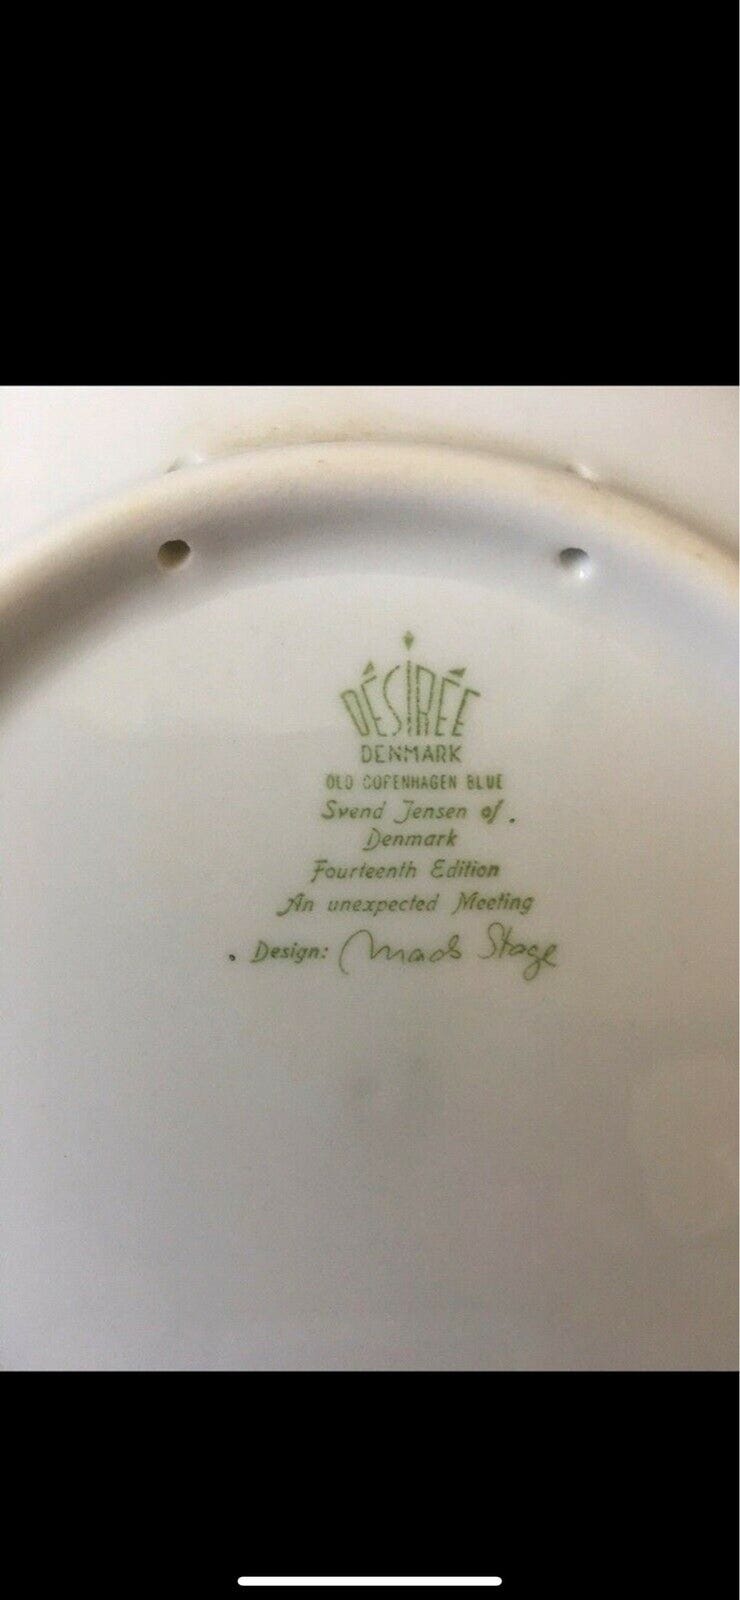 DÉSIRÉE
DENMARK
OLD COPENHAGEN BLUE
Svend Jensen of
Denmark
Fourteenth Edition
An unexpected Meeting
Design: Mads Stage